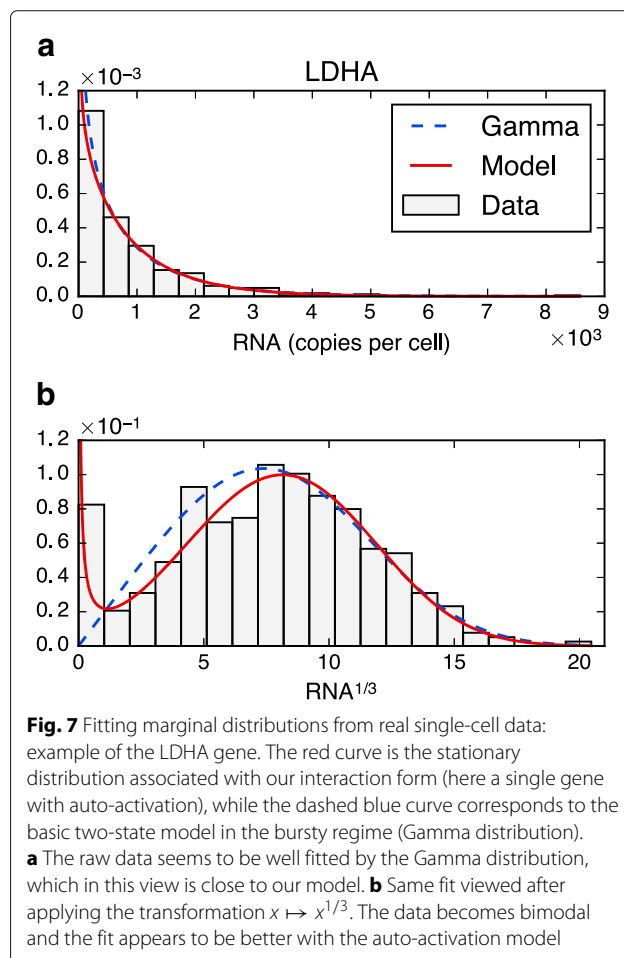 a
LDHA
×10⁻³
1.2
1.0
0.8
0.6
0.4
0.2
0.0
Gamma
Model
Data
0 1 2 3 4 5 6 7 8 9
×10³
RNA (copies per cell)
b
×10⁻¹
1.2
1.0
0.8
0.6
0.4
0.2
0.0
0 5 10 15 20
RNA^{1/3}
Fig. 7 Fitting marginal distributions from real single-cell data:
example of the LDHA gene. The red curve is the stationary
distribution associated with our interaction form (here a single gene
with auto-activation), while the dashed blue curve corresponds to the
basic two-state model in the bursty regime (Gamma distribution).
a The raw data seems to be well fitted by the Gamma distribution,
which in this view is close to our model. b Same fit viewed after
applying the transformation x ↦ x^{1/3}. The data becomes bimodal
and the fit appears to be better with the auto-activation model